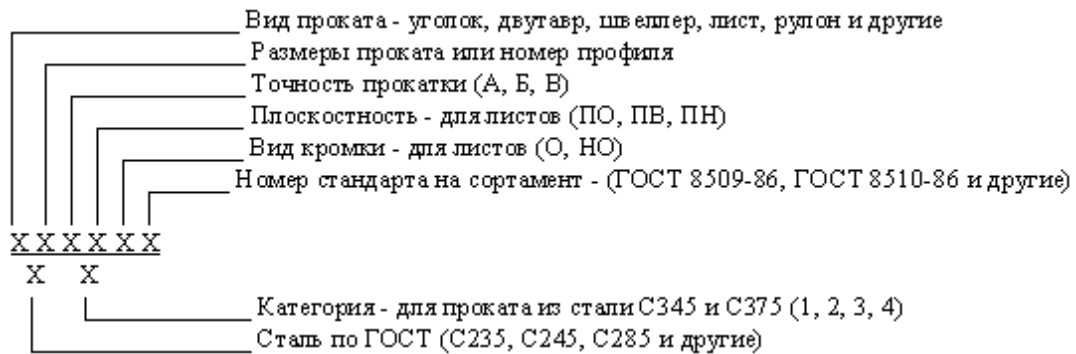 Вид проката - уголок, двутавр, швеллер, лист, рулон и другие
Размеры проката или номер профиля
Точность прокатки (А, Б, В)
Плоскостность - для листов (ПО, ПВ, ПН)
Вид кромки - для листов (О, НО)
Номер стандарта на сортамент - (ГОСТ 8509-86, ГОСТ 8510-86 и другие)
X X X X X X
X X
Категория - для проката из стали С345 и С375 (1, 2, 3, 4)
Сталь по ГОСТ (С235, С245, С285 и другие)